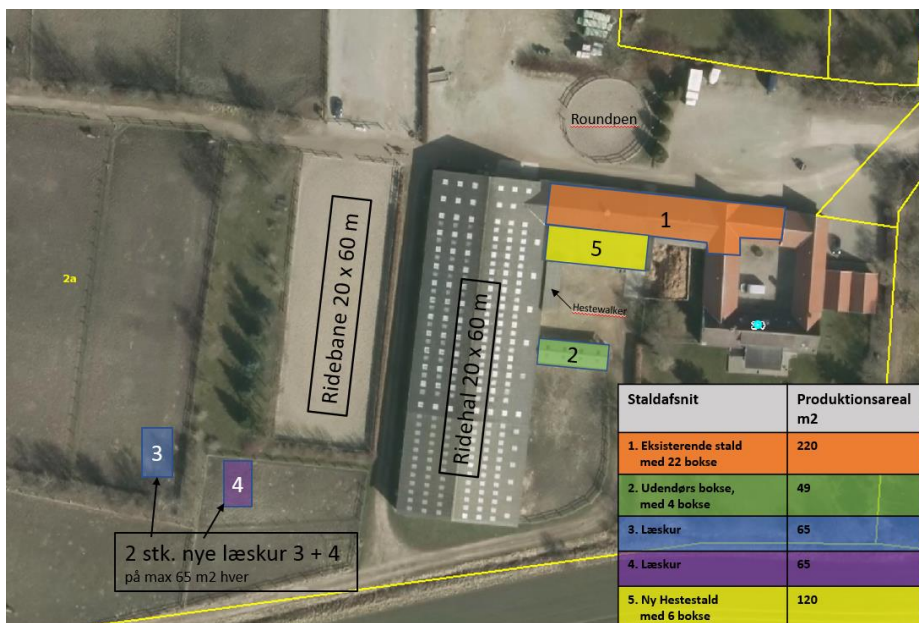 Roundpen
1
5
2a
Ridebane 20 x 60 m
Ridehal 20 x 60 m
Hestewalker
2
3
4
2 stk. nye læskur 3 + 4
på max 65 m2 hver
Staldafsnit Produktionsareal
m2
1. Eksisterende stald 220
med 22 bokse
2. Udendørs bokse, 49
med 4 bokse
3. Læskur 65
4. Læskur 65
5. Ny Hestestald 120
med 6 bokse